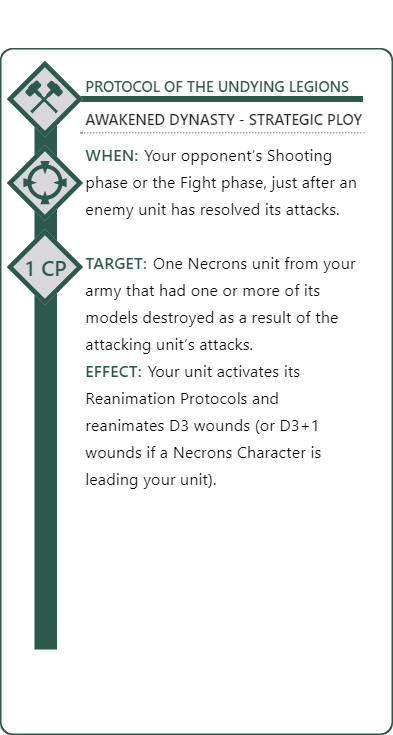 PROTOCOL OF THE UNDYING LEGIONS
AWAKENED DYNASTY - STRATEGIC PLOY
WHEN: Your opponent’s Shooting
phase or the Fight phase, just after an
enemy unit has resolved its attacks.
1 CP
TARGET: One Necrons unit from your
army that had one or more of its
models destroyed as a result of the
attacking unit’s attacks.
EFFECT: Your unit activates its
Reanimation Protocols and
reanimates D3 wounds (or D3+1
wounds if a Necrons Character is
leading your unit).